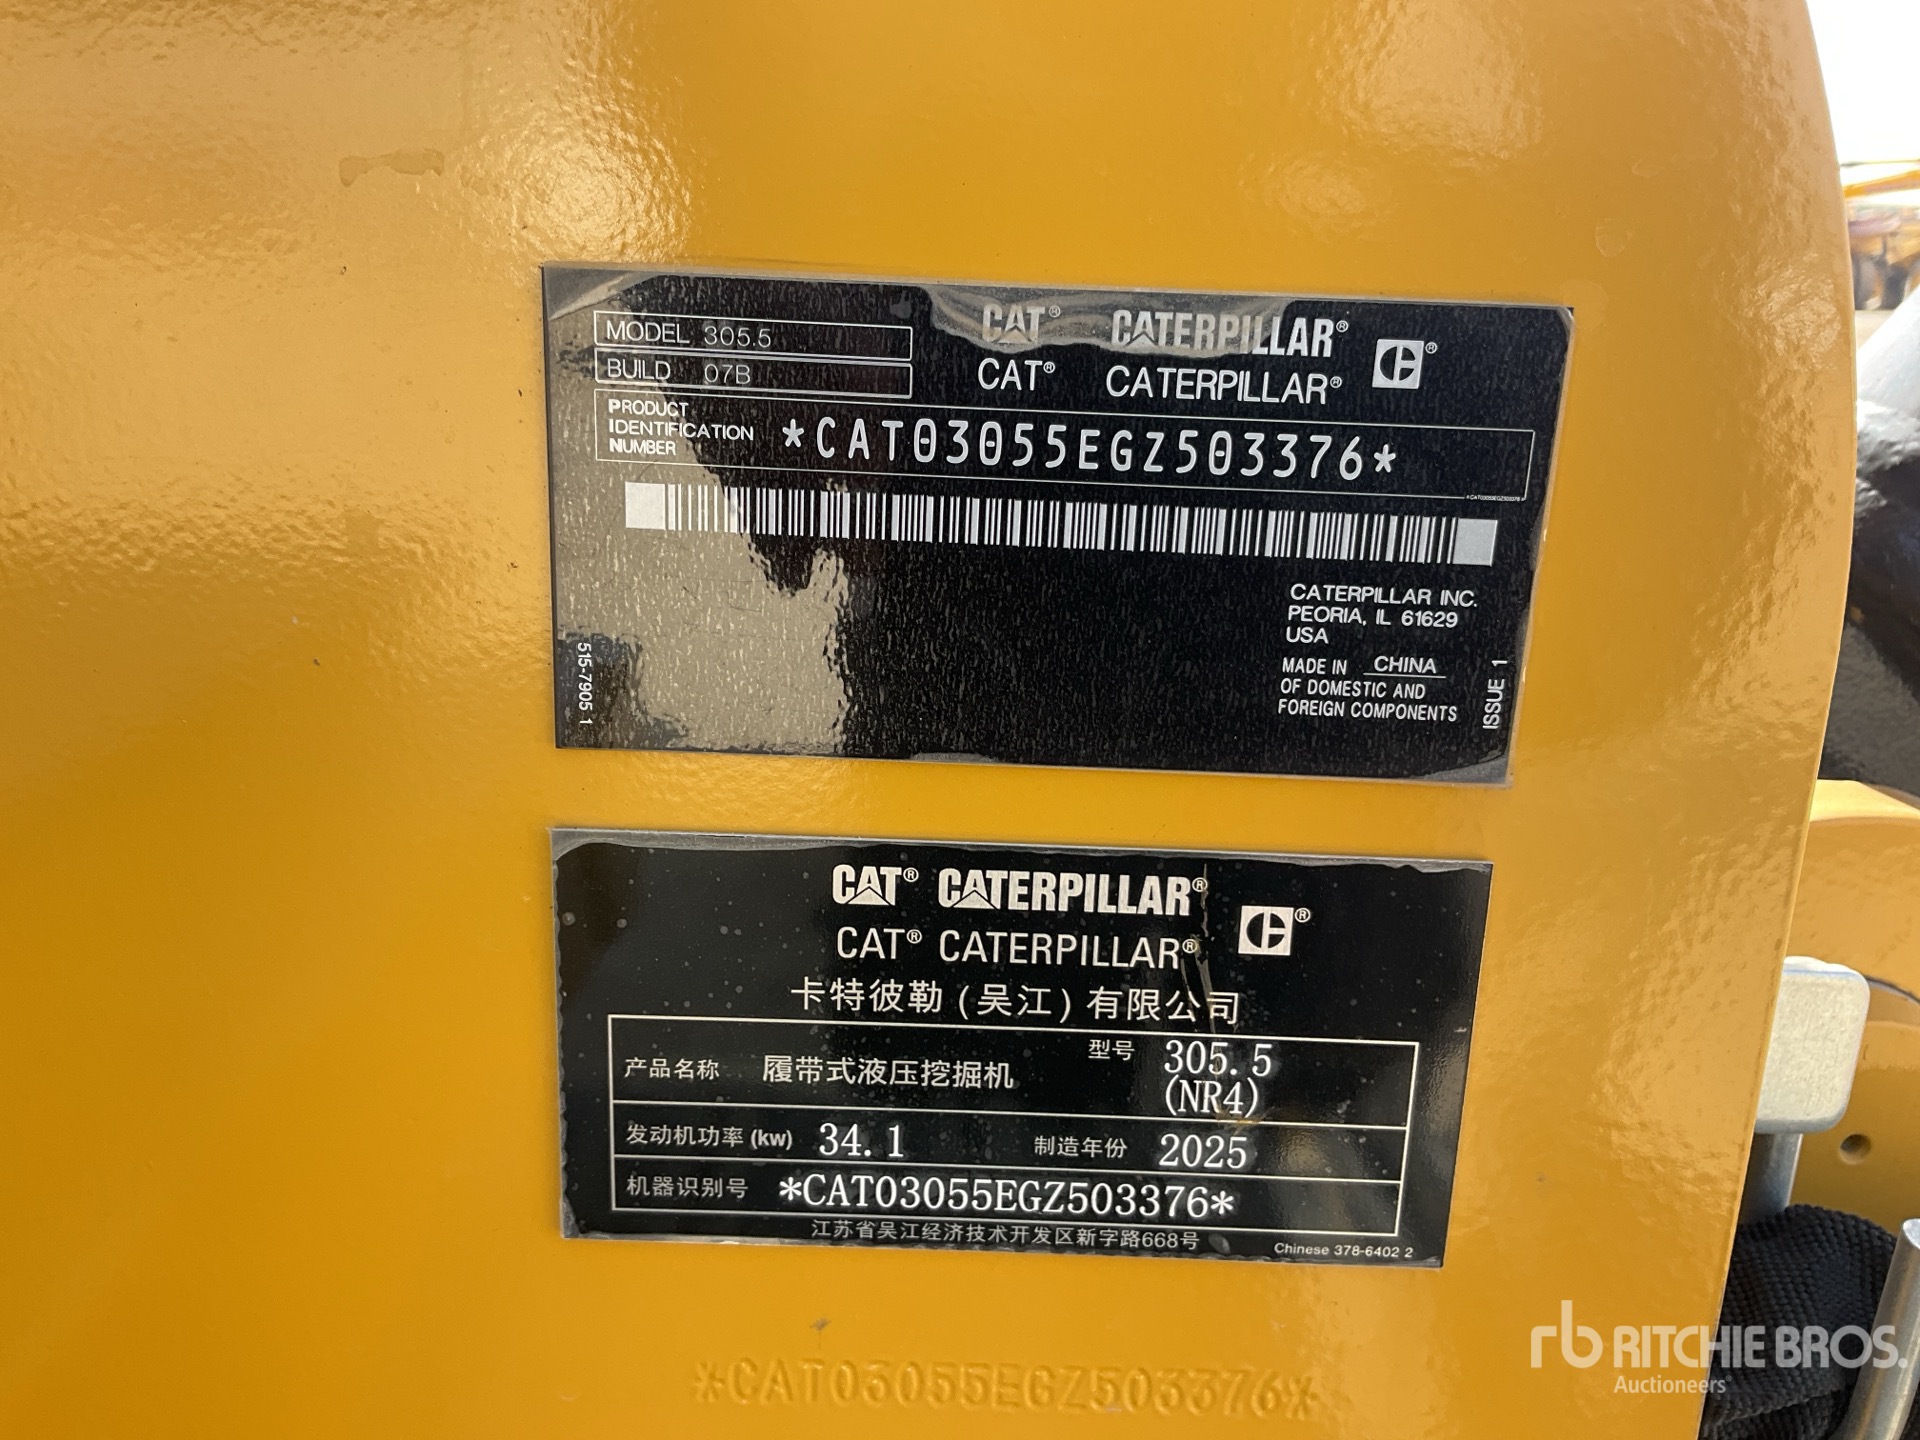 MODEL 305.5
BUILD 07B
CAT® CATERPILLAR®
CAT® CATERPILLAR®
PRODUCT
IDENTIFICATION
NUMBER
*CAT03055EGZ503376*
*CAT03055EGZ503376*
CATERPILLAR INC.
PEORIA, IL 61629
USA
MADE IN CHINA
OF DOMESTIC AND
FOREIGN COMPONENTS
515-7905 1
ISSUE 1
CAT® CATERPILLAR®
CAT® CATERPILLAR®
卡特彼勒(吴江)有限公司
产品名称 履带式液压挖掘机 型号 305.5
(NR4)
发动机功率(kw) 34.1 制造年份 2025
机器识别号 *CAT03055EGZ503376*
江苏省吴江经济技术开发区新字路668号
Chinese 378-6402 2
*CAT03055EGZ503376*
rb RITCHIE BROS.
Auctioneers